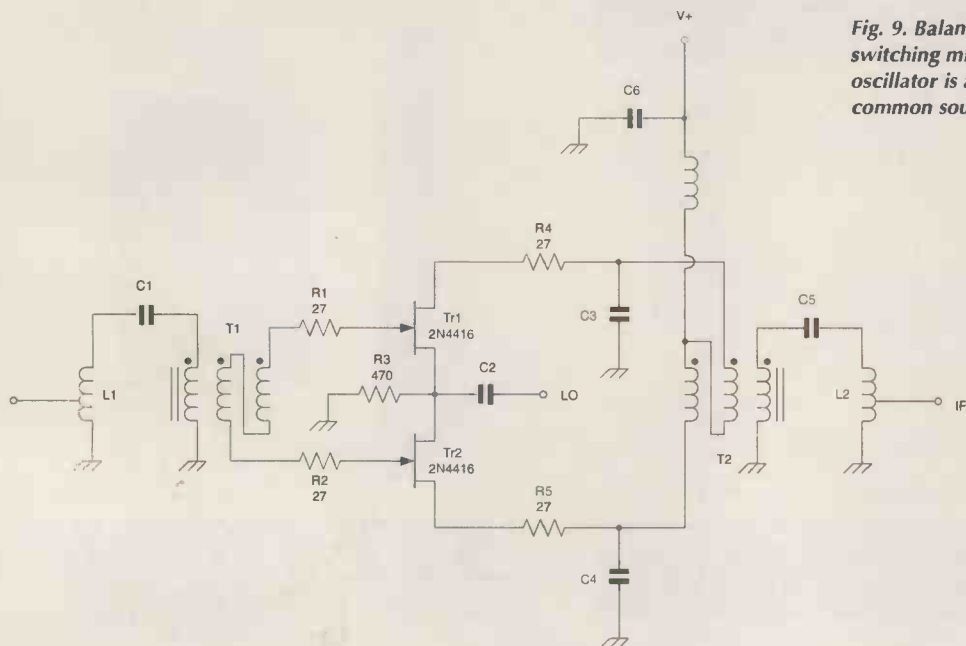 V+
Fig. 9. Balan
switching mi
oscillator is a
common sou
C6
R4
27
C1
R1
27
T1
Tr1
2N4416
C3
C5
R3
470
C2
LO
L1
L2
IF
Tr2
2N4416
T2
R2
27
R5
27
C4